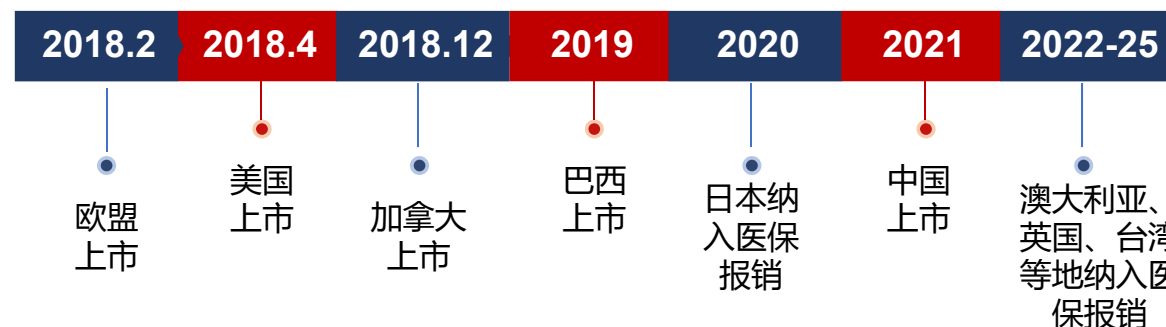 2018.2
2018.4
2018.12
2019
2020
2021
2022-25
欧盟
上市
美国
上市
加拿大
上市
巴西
上市
日本纳
入医保
报销
中国
上市
澳大利亚、
英国、台湾
等地纳入医
保报销